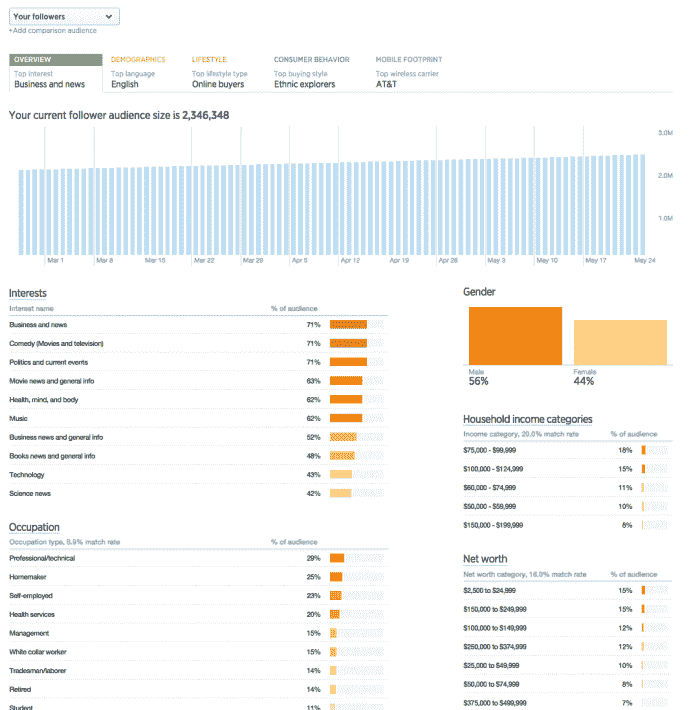 Your followers
+Add comparison audience
OVERVIEW DEMOGRAPHICS LIFESTYLE CONSUMER BEHAVIOR MOBILE FOOTPRINT
Top interest Top language Top lifestyle type Top buying style Top wireless carrier
Business and news English Online buyers Ethnic explorers AT&T
Your current follower audience size is 2,346,348
3.0M
2.0M
1.0M
Mar 1 Mar 8 Mar 15 Mar 22 Mar 29 Apr 5 Apr 12 Apr 19 Apr 26 May 3 May 10 May 17 May 24
Interests
Interest name % of audience
Business and news 71%
Comedy (Movies and television) 71%
Politics and current events 71%
Movie news and general info 63%
Health, mind, and body 62%
Music 62%
Business news and general info 52%
Books news and general info 48%
Technology 43%
Science news 42%
Occupation
Occupation type, 8.9% match rate % of audience
Professional/technical 29%
Homemaker 25%
Self-employed 23%
Health services 20%
Management 15%
White collar worker 15%
Tradesman/laborer 14%
Retired 14%
Student 11%
Gender
Male Female
56% 44%
Household income categories
Income category, 20.0% match rate % of audience
$75,000 - $99,999 18%
$100,000 - $124,999 15%
$60,000 - $74,999 11%
$50,000 - $59,999 10%
$150,000 - $199,999 8%
Net worth
Net worth category, 16.0% match rate % of audience
$2,500 to $24,999 15%
$150,000 to $249,999 15%
$100,000 to $149,999 12%
$250,000 to $374,999 12%
$25,000 to $49,999 10%
$50,000 to $74,999 8%
$375,000 to $499,999 7%